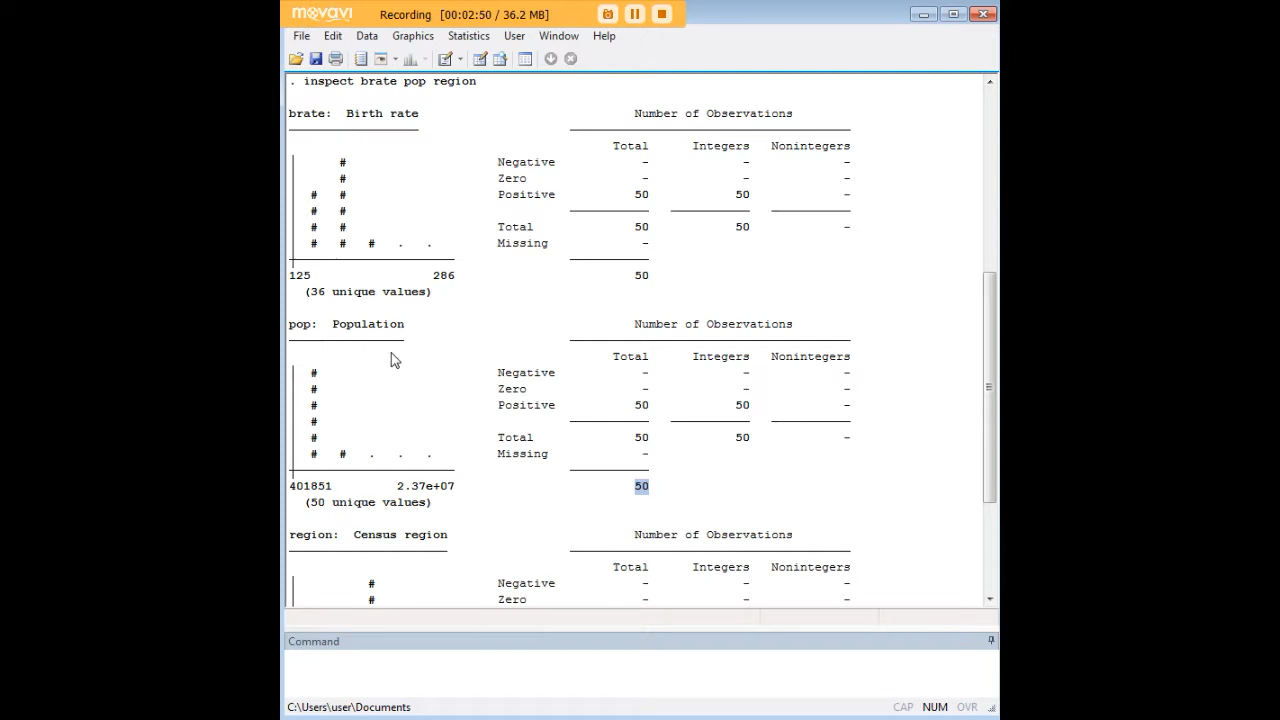 movavi Recording [00:02:50 / 36.2 MB]
File Edit Data Graphics Statistics User Window Help
. inspect brate pop region
brate: Birth rate Number of Observations
Total Integers Nonintegers
# Negative - - -
# Zero - - -
# # Positive 50 50 -
# #
# # Total 50 50 -
# # # . . Missing -
125 286 50
(36 unique values)
pop: Population Number of Observations
Total Integers Nonintegers
# Negative - - -
# Zero - - -
# Positive 50 50 -
#
# Total 50 50 -
# # . . . Missing -
401851 2.37e+07 50
(50 unique values)
region: Census region Number of Observations
Total Integers Nonintegers
# Negative - - -
# Zero - - -
Command
C:\Users\user\Documents CAP NUM OVR